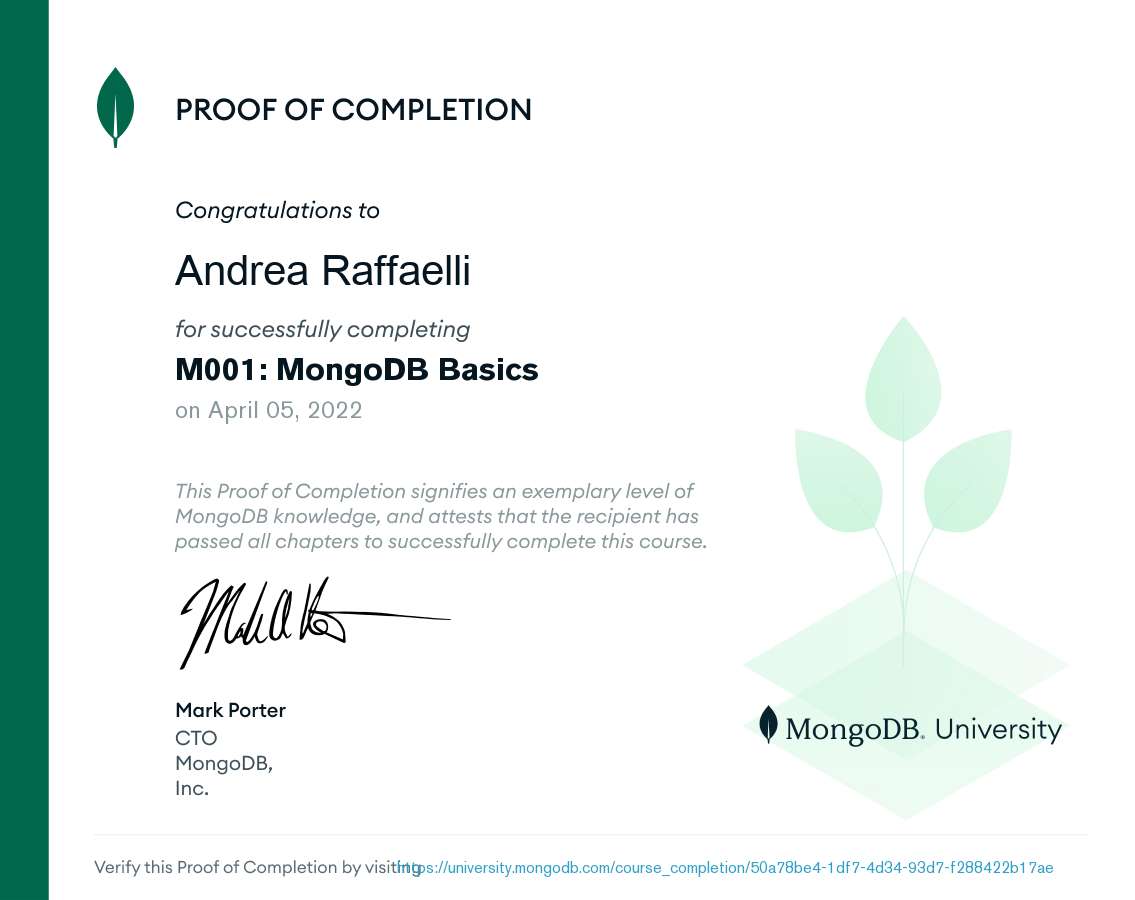 PROOF OF COMPLETION
Congratulations to
Andrea Raffaelli
for successfully completing
M001: MongoDB Basics
on April 05, 2022
This Proof of Completion signifies an exemplary level of
MongoDB knowledge, and attests that the recipient has
passed all chapters to successfully complete this course.
Mark Porter
CTO
MongoDB,
Inc.
MongoDB. University
Verify this Proof of Completion by visiting https://university.mongodb.com/course_completion/50a78be4-1df7-4d34-93d7-f288422b17ae